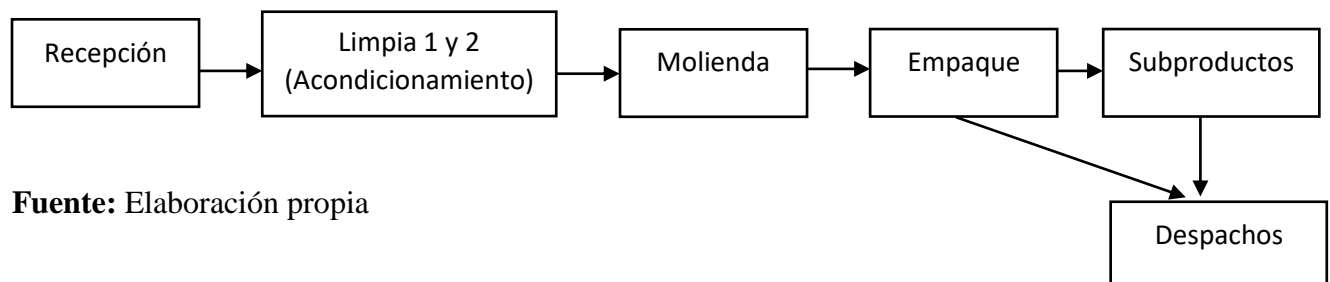 Recepción
Limpia 1 y 2
(Acondicionamiento)
Molienda
Empaque
Subproductos
Fuente: Elaboración propia
Despachos